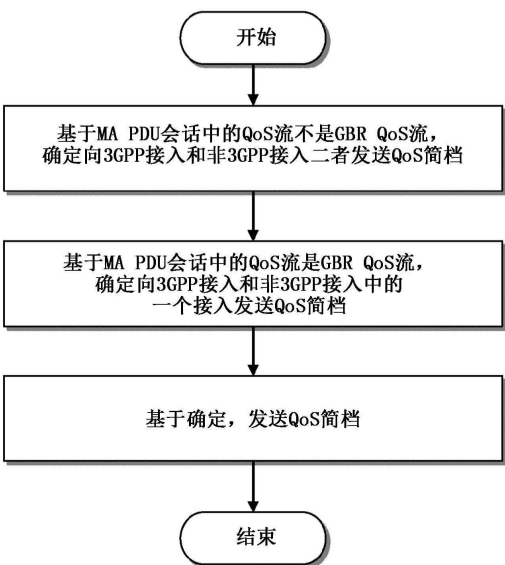 开始
基于MA PDU会话中的QoS流不是GBR QoS流，
确定向3GPP接入和非3GPP接入二者发送QoS简档
基于MA PDU会话中的QoS流是GBR QoS流，
确定向3GPP接入和非3GPP接入中的
一个接入发送QoS简档
基于确定，发送QoS简档
结束